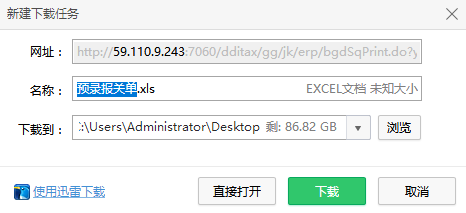 新建下载任务
网址： http://59.110.9.243:7060/dditax/gg/jk/erp/bgdSqPrint.do?y
名称： 预录报关单.xls EXCEL文档 未知大小
下载到： :\Users\Administrator\Desktop 剩: 86.82 GB 浏览
使用迅雷下载 直接打开 下载 取消